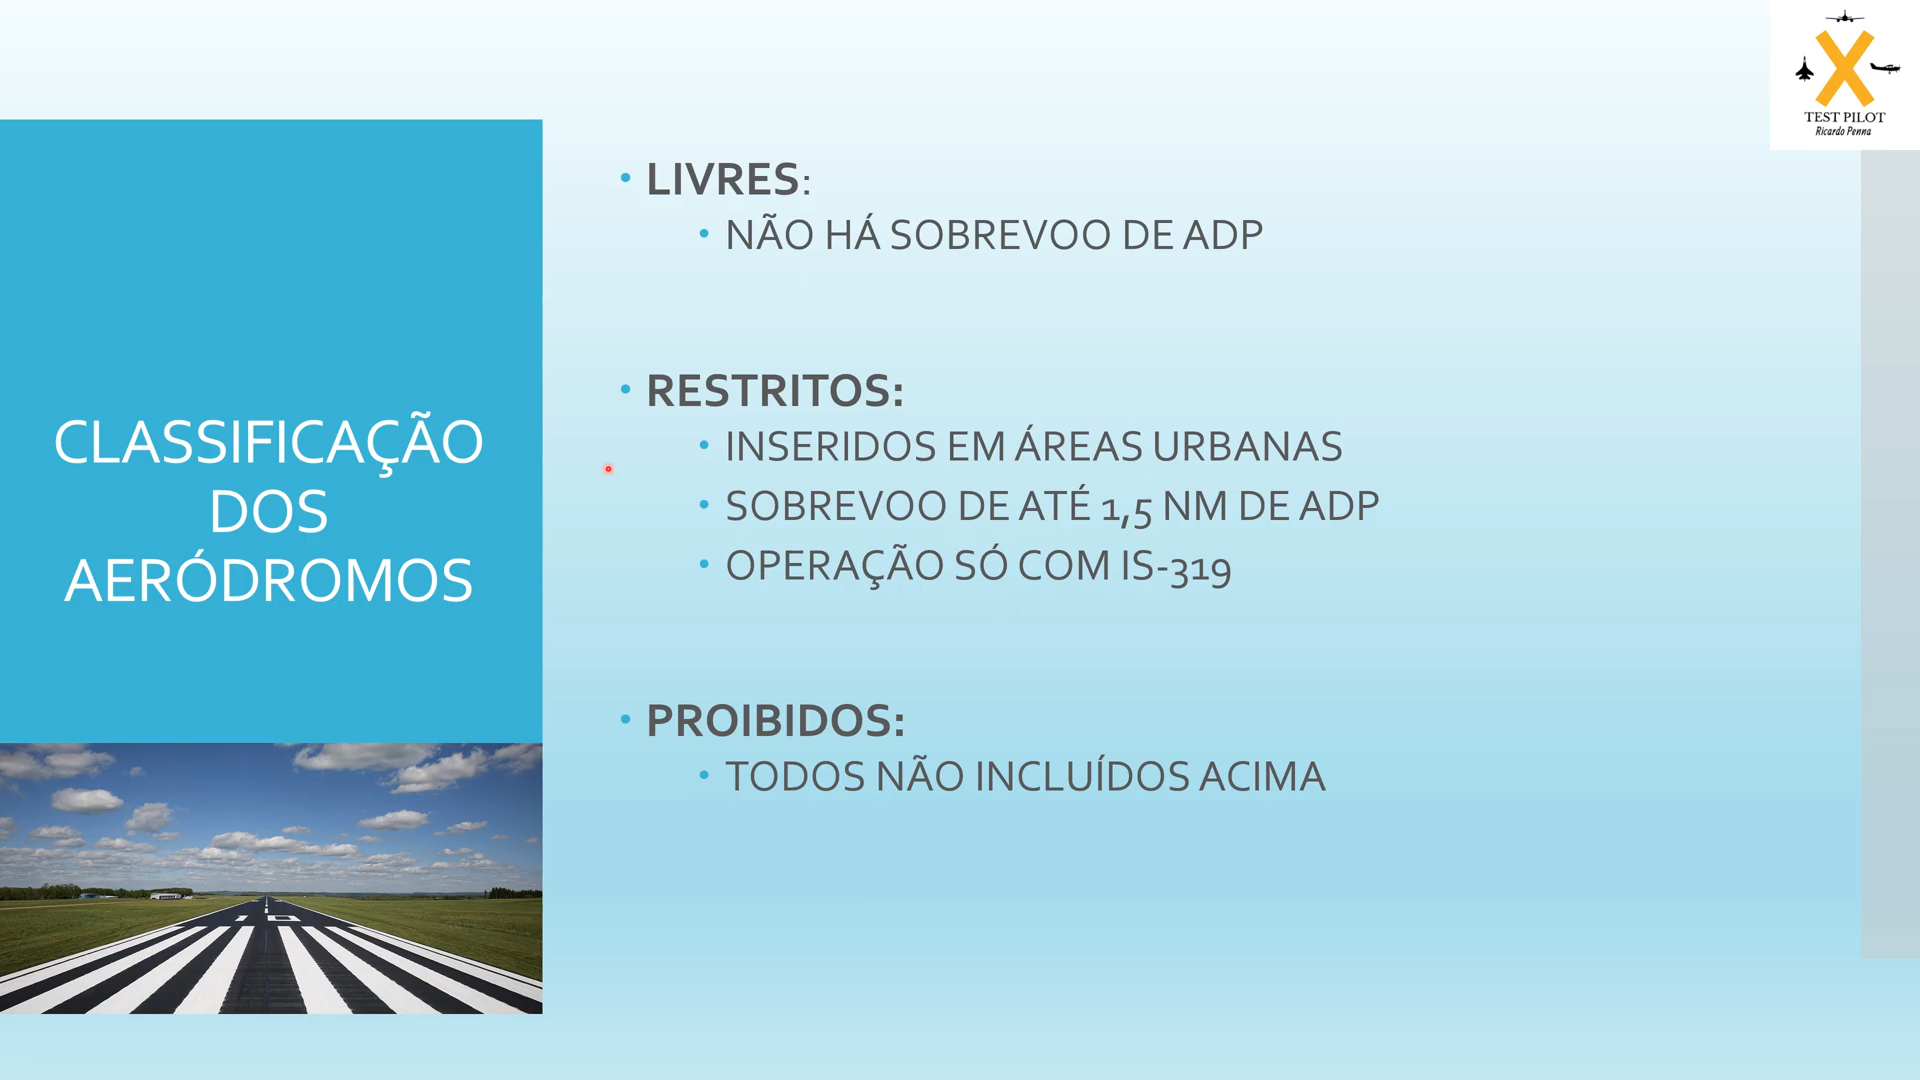 TEST PILOT
Ricardo Penna
CLASSIFICAÇÃO
DOS
AERÓDROMOS
• LIVRES:
• NÃO HÁ SOBREVOO DE ADP
• RESTRITOS:
• INSERIDOS EM ÁREAS URBANAS
• SOBREVOO DE ATÉ 1,5 NM DE ADP
• OPERAÇÃO SÓ COM IS-319
• PROIBIDOS:
• TODOS NÃO INCLUÍDOS ACIMA
10